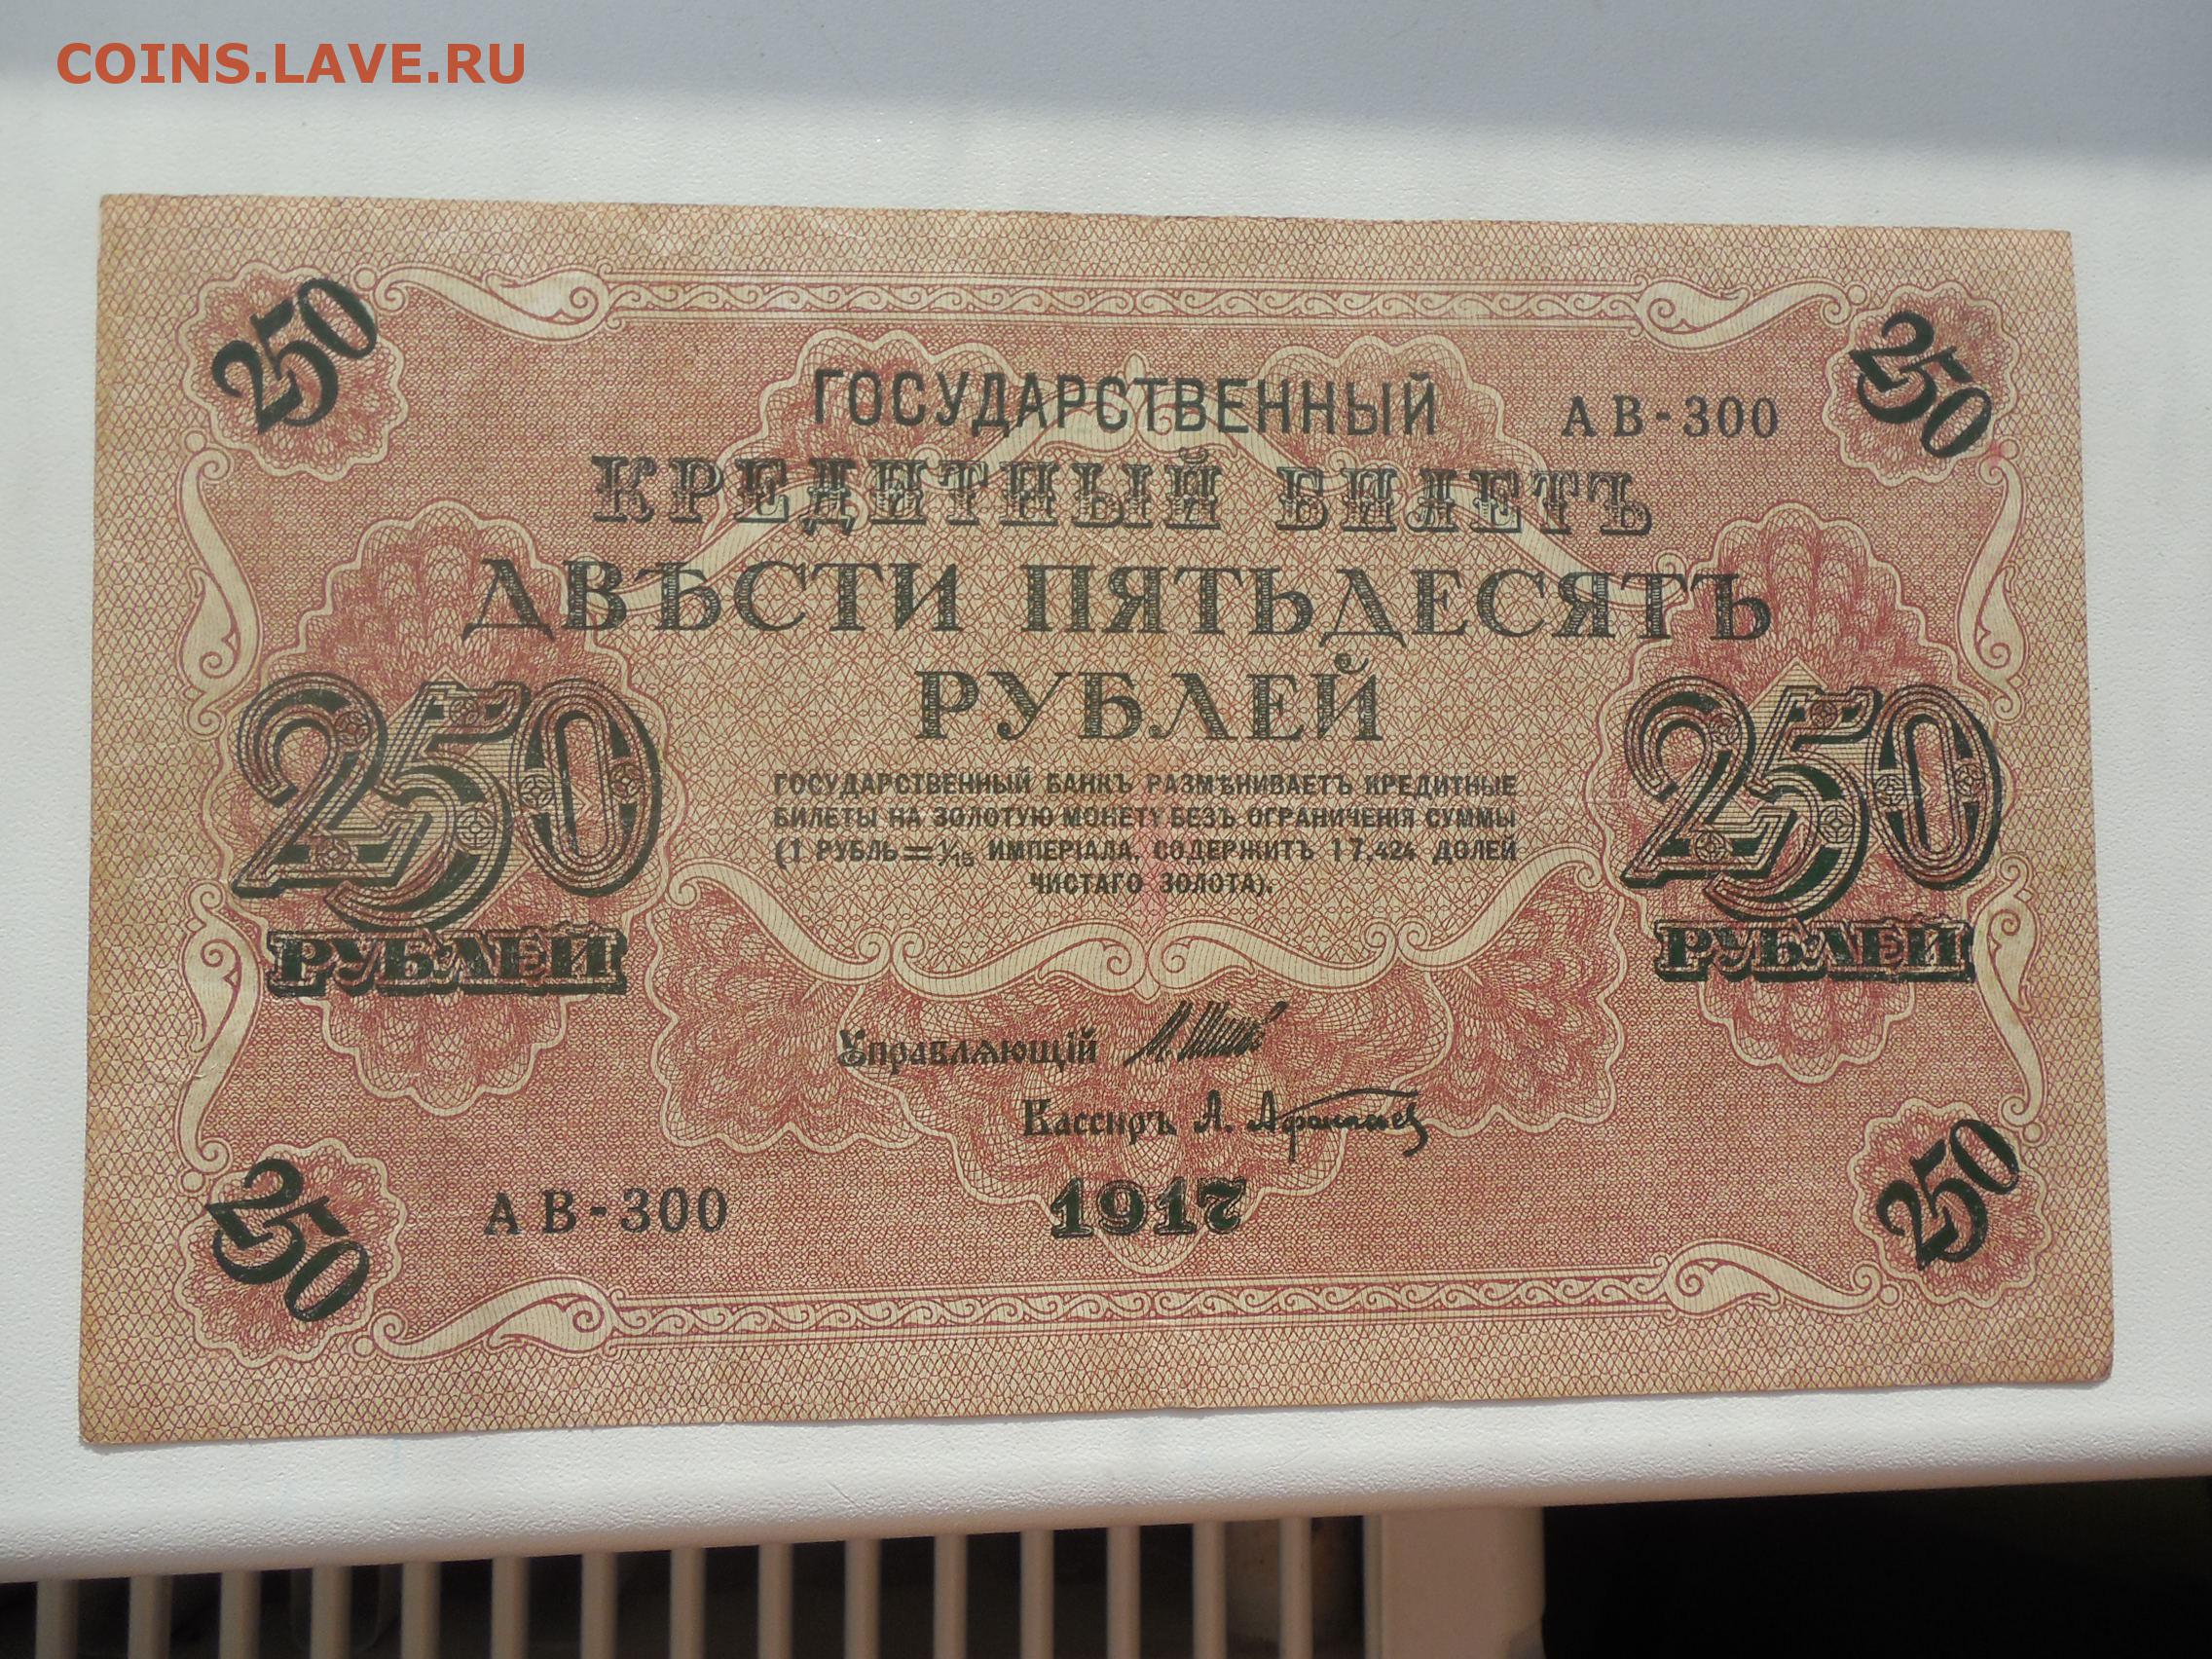 COINS.LAVE.RU
250
250
ГОСУДАРСТВЕННЫЙ
АВ-300
КРЕДИТНЫЙ БИЛЕТЪ
ДВѢСТИ ПЯТЬДЕСЯТЪ
РУБЛЕЙ
250
РУБЛЕЙ
250
РУБЛЕЙ
ГОСУДАРСТВЕННЫЙ БАНКЪ РАЗМѢНИВАЕТЪ КРЕДИТНЫЕ
БИЛЕТЫ НА ЗОЛОТУЮ МОНЕТУ БЕЗЪ ОГРАНИЧЕНІЯ СУММЫ
(1 РУБЛЬ = 1/15 ИМПЕРІАЛА, СОДЕРЖИТЪ 17,424 ДОЛЕЙ
ЧИСТАГО ЗОЛОТА).
Управляющій
Кассиръ А.
АВ-300
1917
250
250